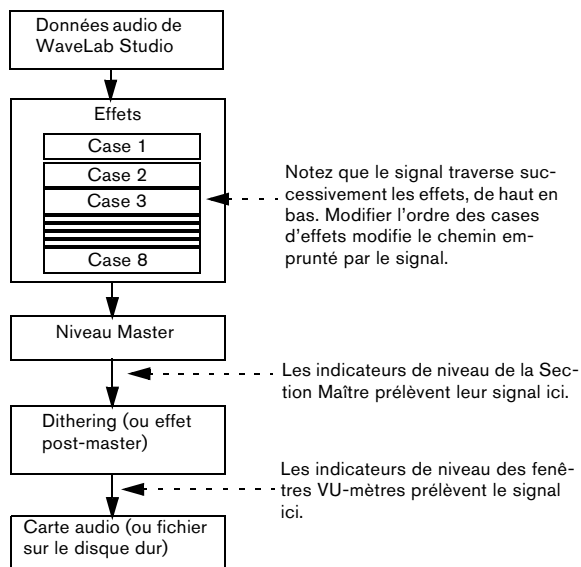 Données audio de
WaveLab Studio
Effets
Case 1
Case 2
Case 3
Case 8
Notez que le signal traverse suc-
cessivement les effets, de haut en
bas. Modifier l'ordre des cases
d'effets modifie le chemin em-
prunté par le signal.
Niveau Master
Les indicateurs de niveau de la Sec-
tion Maître prélèvent leur signal ici.
Dithering (ou effet
post-master)
Les indicateurs de niveau des fenê-
tres VU-mètres prélèvent le signal
ici.
Carte audio (ou fichier
sur le disque dur)